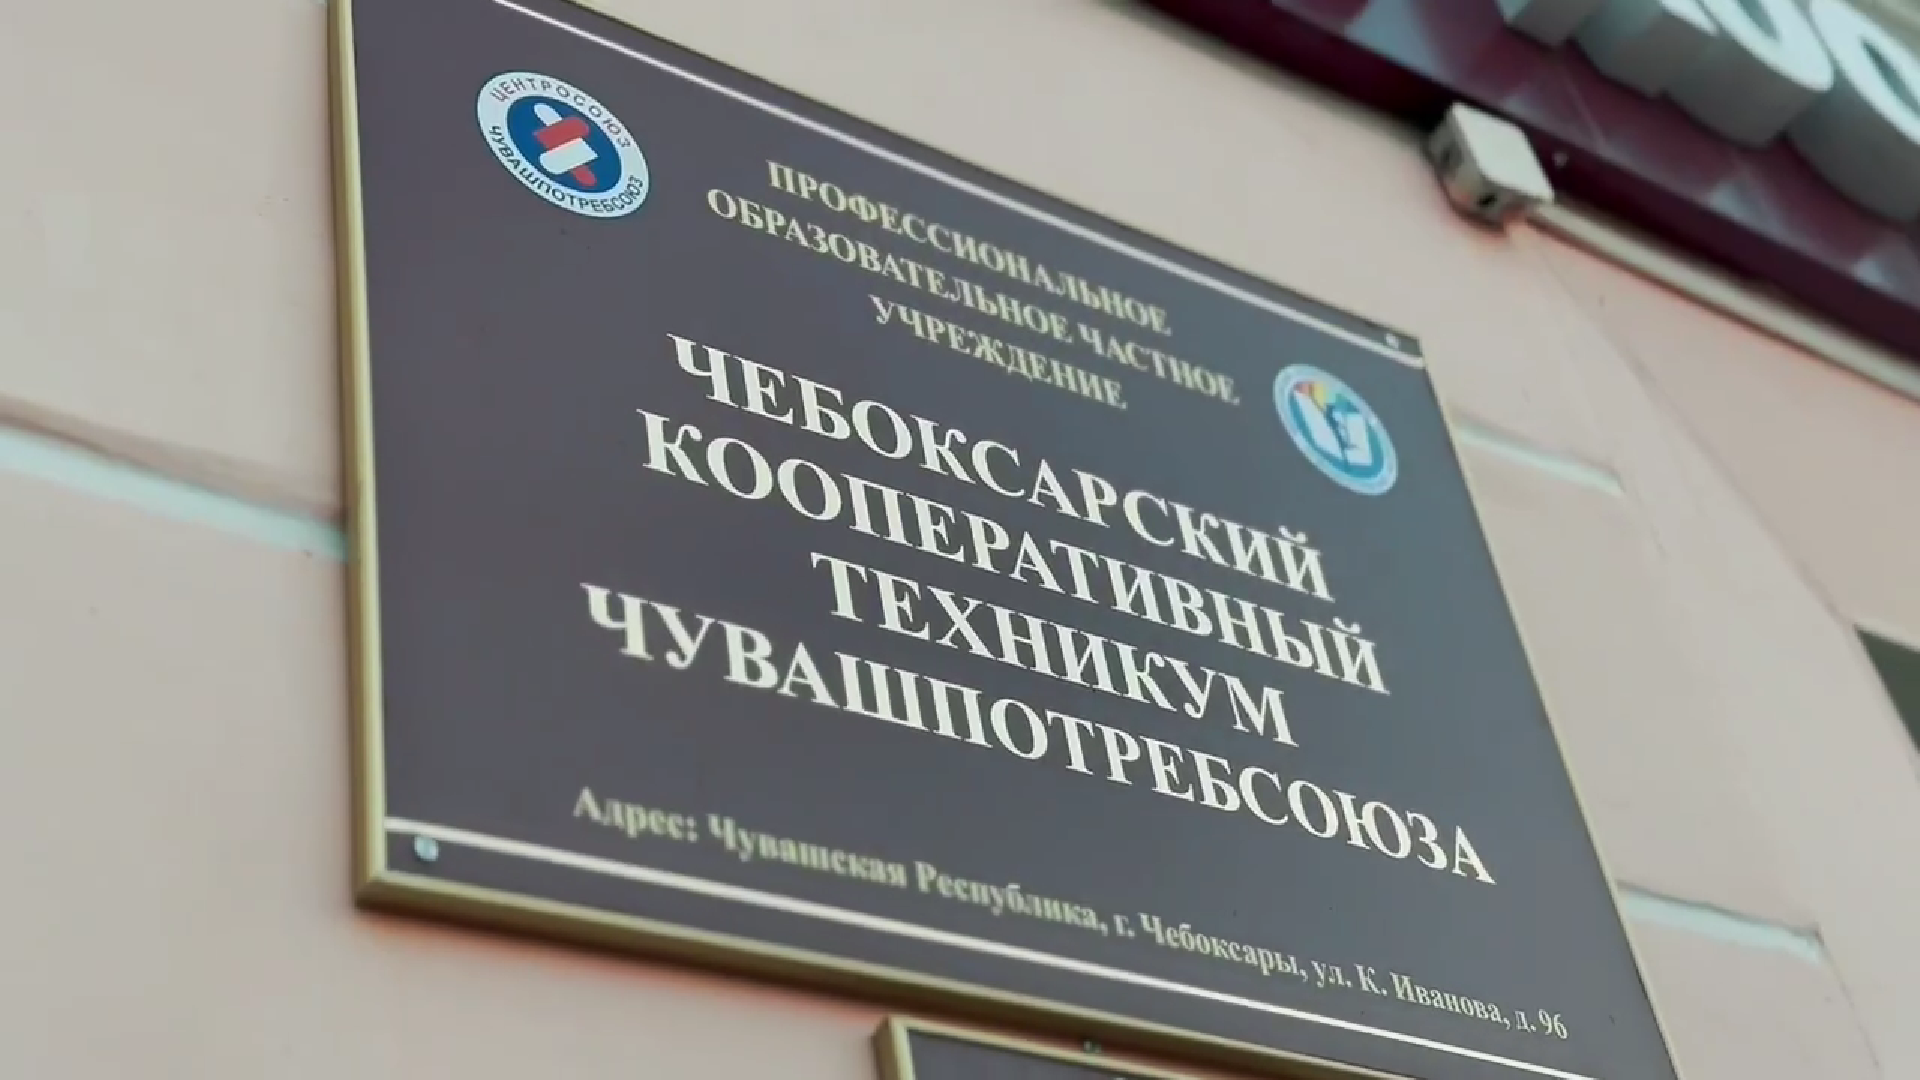 ЦЕНТРОСОЮЗ
ЧУВАШПОТРЕБСОЮЗ
ПРОФЕССИОНАЛЬНОЕ
ОБРАЗОВАТЕЛЬНОЕ ЧАСТНОЕ
УЧРЕЖДЕНИЕ
ЧЕБОКСАРСКИЙ
КООПЕРАТИВНЫЙ
ТЕХНИКУМ
ЧУВАШПОТРЕБСОЮЗА
Адрес: Чувашская Республика, г. Чебоксары, ул. К. Иванова, д. 96